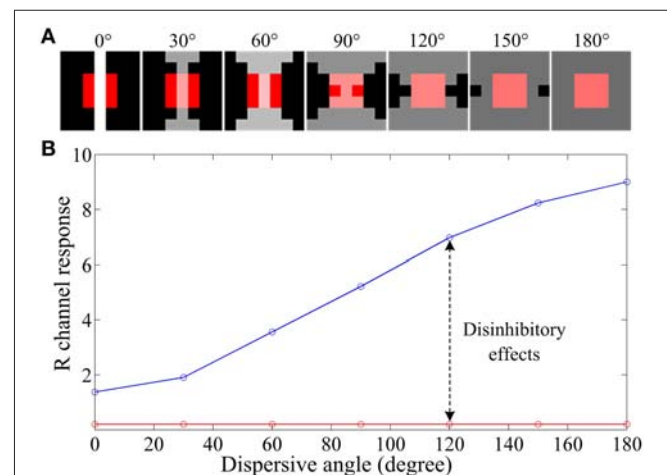 A
0° 30° 60° 90° 120° 150° 180°
B
10
8
6
4
2
R channel response
Disinhibitory
effects
0 20 40 60 80 100 120 140 160 180
Dispersive angle (degree)